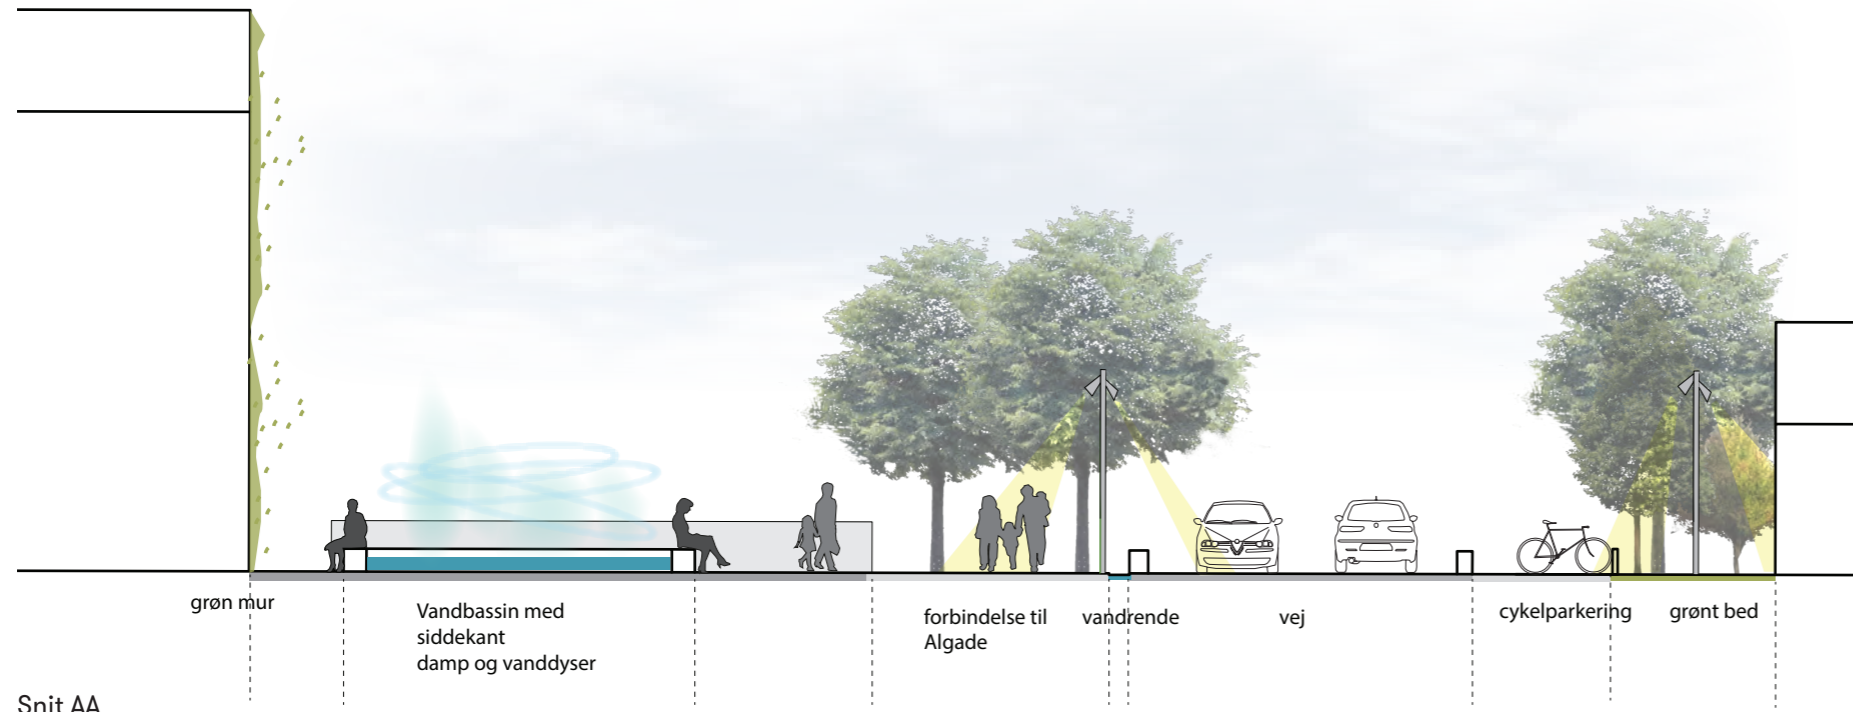 grøn mur
Vandbassin med
siddekant
damp og vanddyser
forbindelse til
Algade
vandrende
vej
cykelparkering
grønt bed
Snit AA